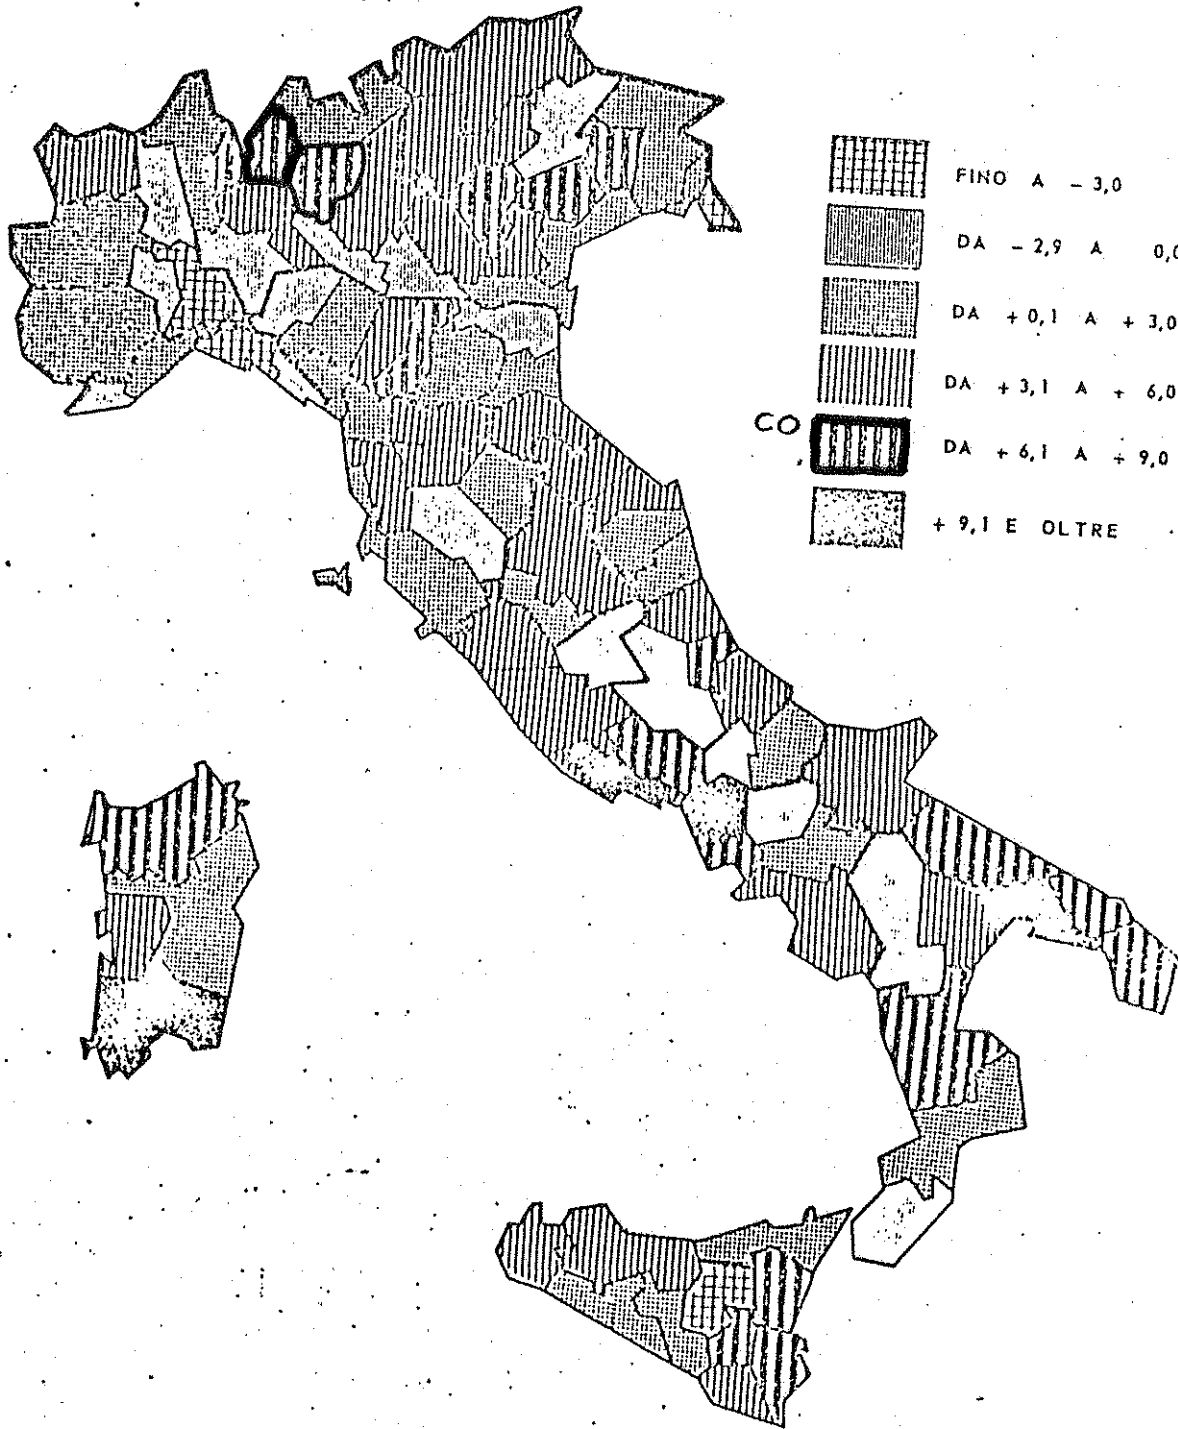 FINO A - 3,0
DA - 2,9 A 0,0
DA + 0,1 A + 3,0
DA + 3,1 A + 6,0
CO
DA + 6,1 A + 9,0
+ 9,1 E OLTRE